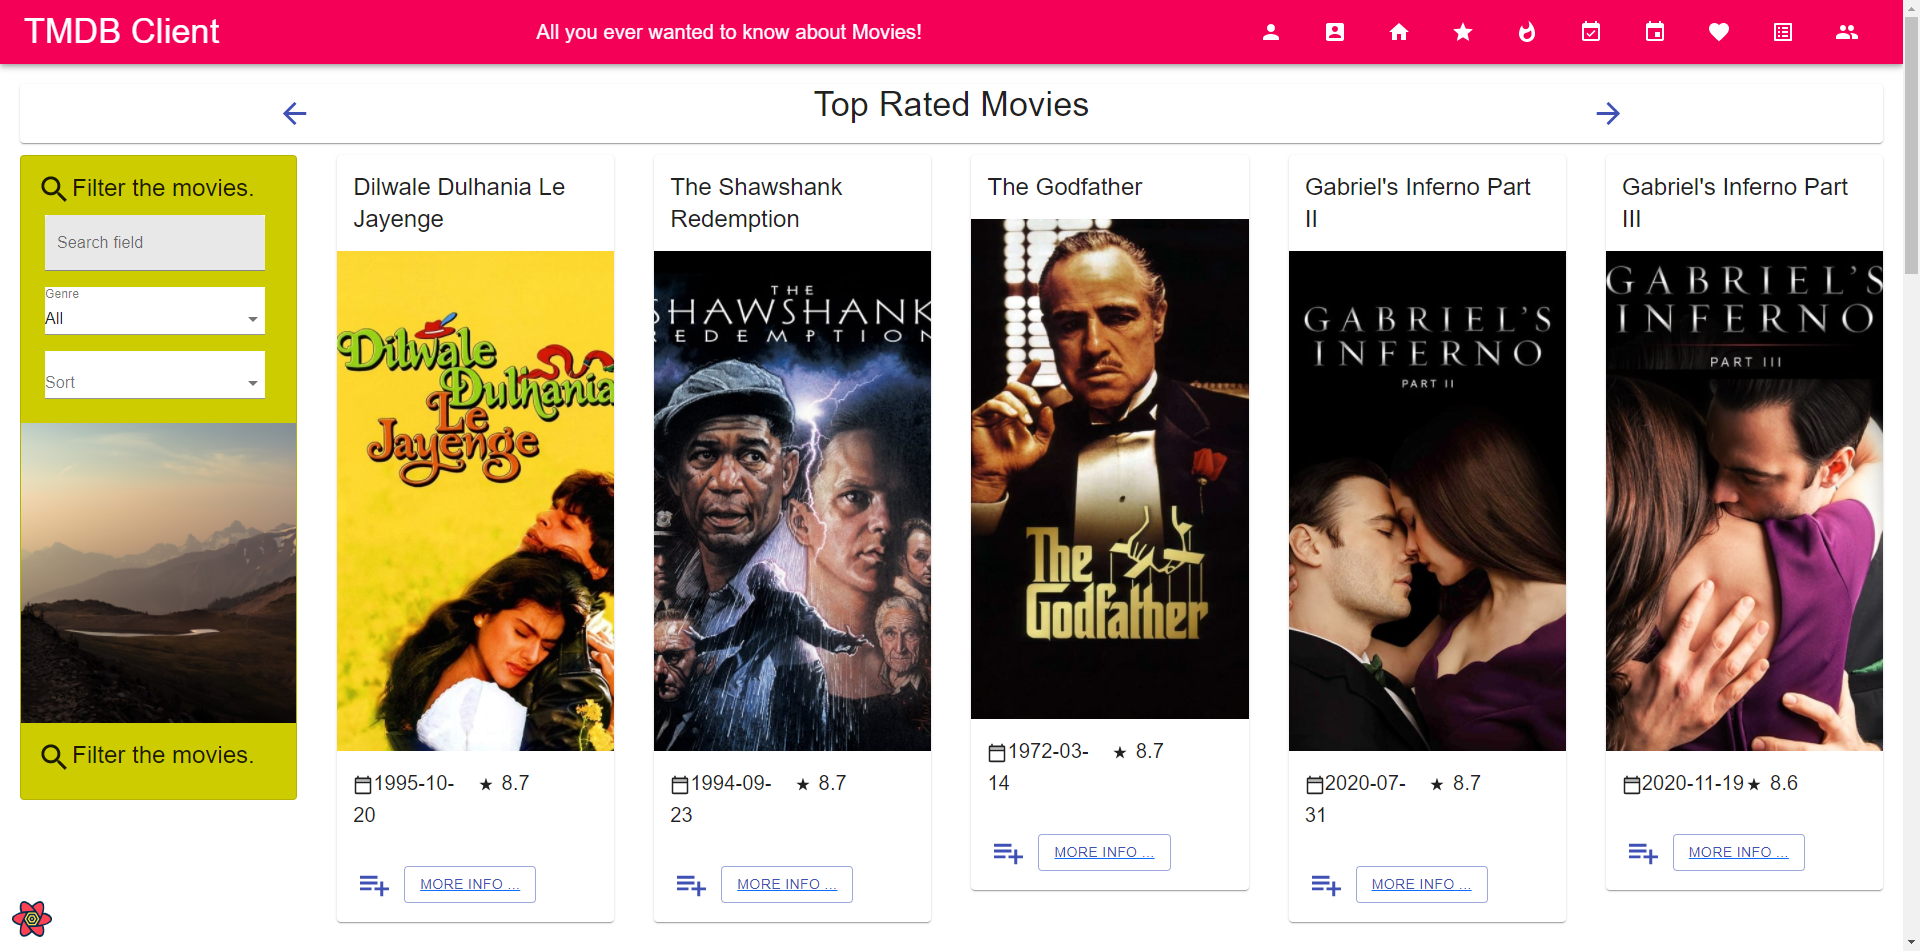 TMDB Client
All you ever wanted to know about Movies!
Top Rated Movies
Filter the movies.
Search field
Genre
All
Sort
Filter the movies.
Dilwale Dulhania Le
Jayenge
Dilwale
Dulhania
Le
Jayenge
1995-10-
20
8.7
MORE INFO ...
The Shawshank
Redemption
THE
SHAWSHANK
REDEMPTION
1994-09-
23
8.7
MORE INFO ...
The Godfather
The
Godfather
1972-03-
14
8.7
MORE INFO ...
Gabriel's Inferno Part
II
GABRIEL'S
INFERNO
PART II
2020-07-
31
8.7
MORE INFO ...
Gabriel's Inferno Part
III
GABRIEL'S
INFERNO
PART III
2020-11-19
8.6
MORE INFO ...